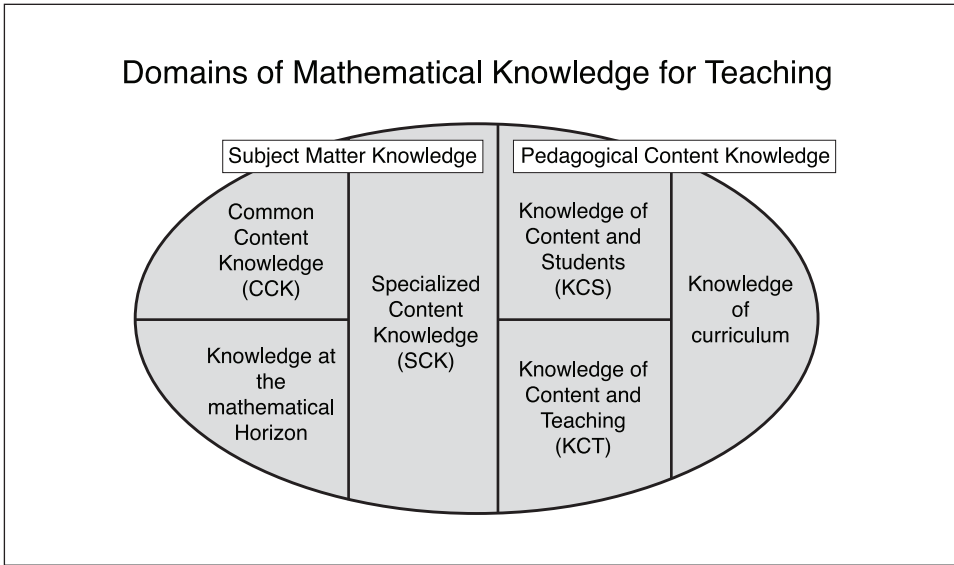 Domains of Mathematical Knowledge for Teaching
Subject Matter Knowledge
Pedagogical Content Knowledge
Common
Content
Knowledge
(CCK)
Knowledge at
the
mathematical
Horizon
Specialized
Content
Knowledge
(SCK)
Knowledge of
Content and
Students
(KCS)
Knowledge of
Content and
Teaching
(KCT)
Knowledge
of
curriculum